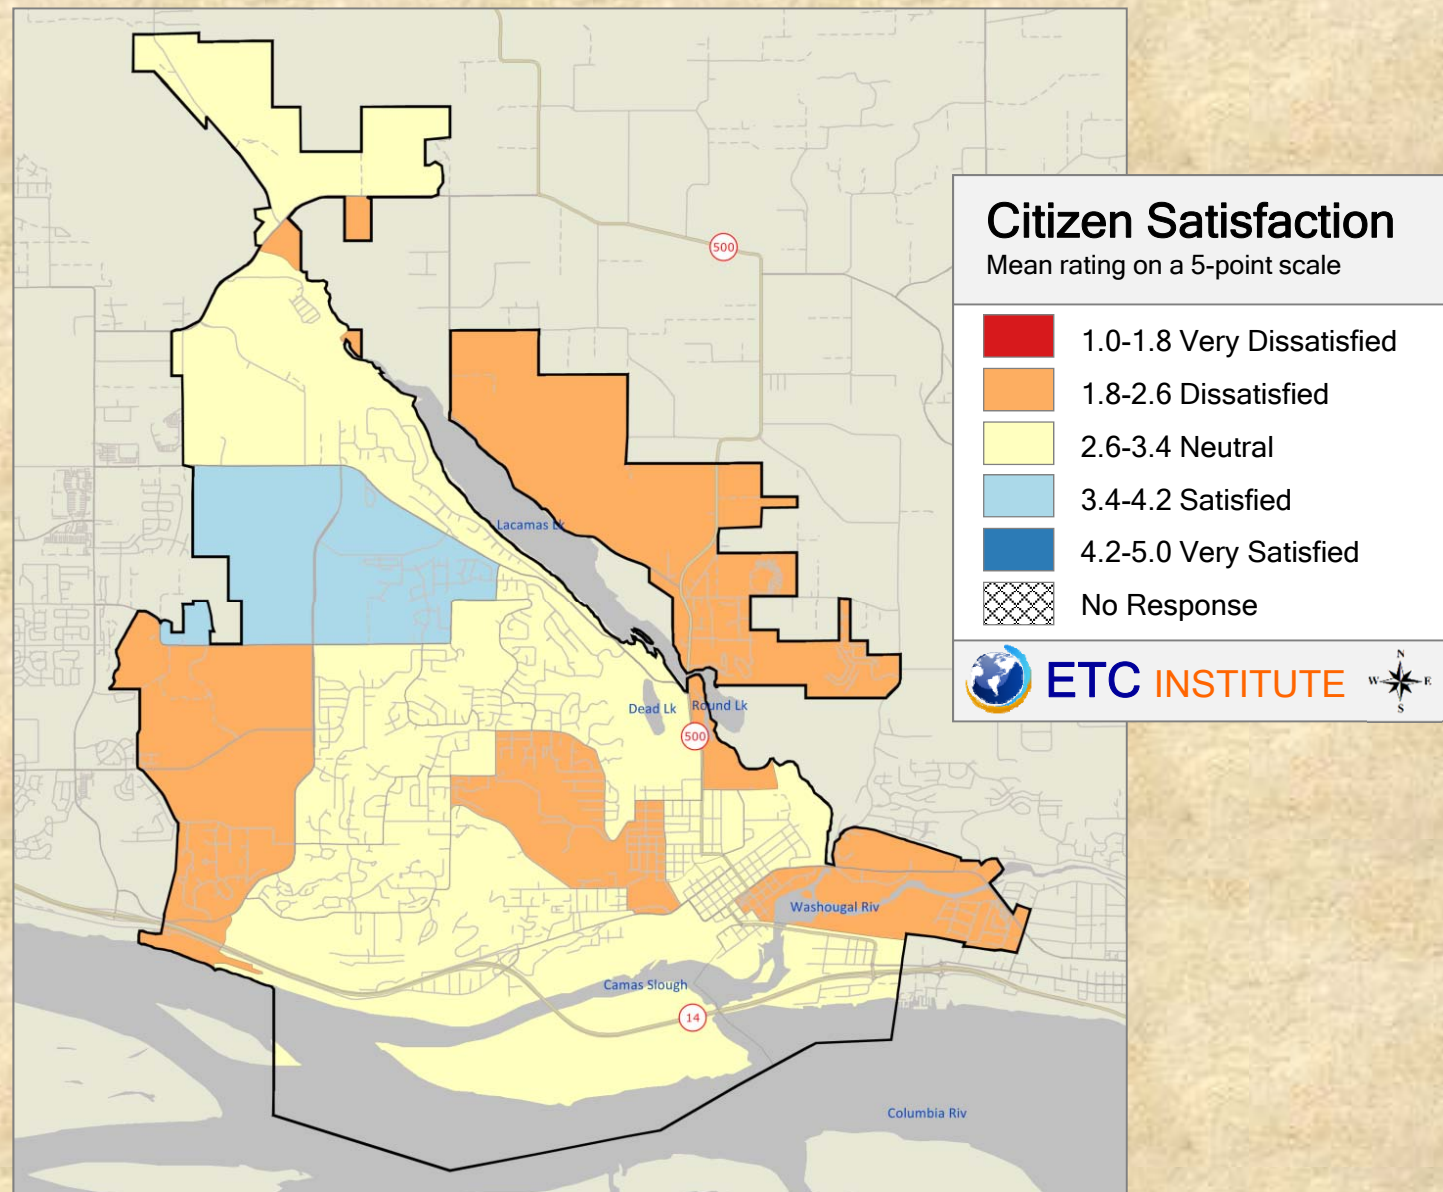 Citizen Satisfaction
Mean rating on a 5-point scale
1.0-1.8 Very Dissatisfied
1.8-2.6 Dissatisfied
2.6-3.4 Neutral
3.4-4.2 Satisfied
4.2-5.0 Very Satisfied
No Response
ETC INSTITUTE
N
W E
S
500
Lacamas Lk
Dead Lk
Round Lk
500
Washougal Riv
Camas Slough
14
Columbia Riv